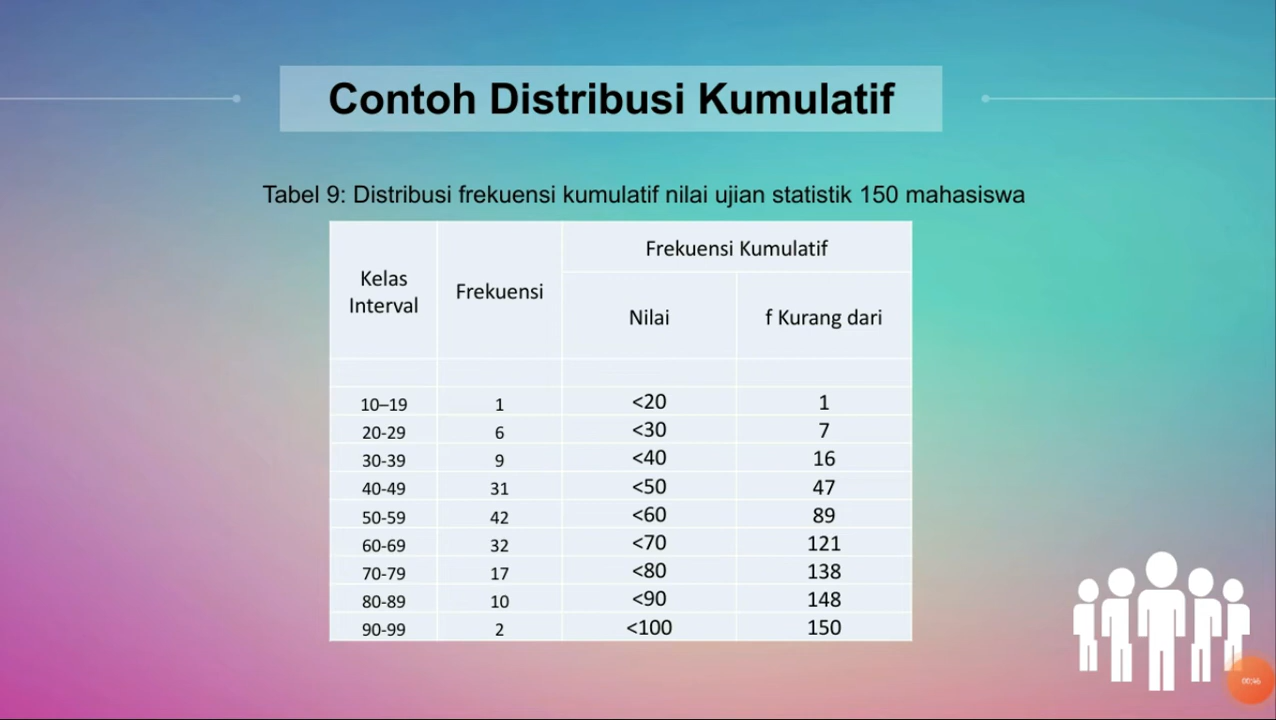 Contoh Distribusi Kumulatif
Tabel 9: Distribusi frekuensi kumulatif nilai ujian statistik 150 mahasiswa
Kelas Interval Frekuensi Frekuensi Kumulatif
Nilai f Kurang dari
10–19 1 <20 1
20-29 6 <30 7
30-39 9 <40 16
40-49 31 <50 47
50-59 42 <60 89
60-69 32 <70 121
70-79 17 <80 138
80-89 10 <90 148
90-99 2 <100 150